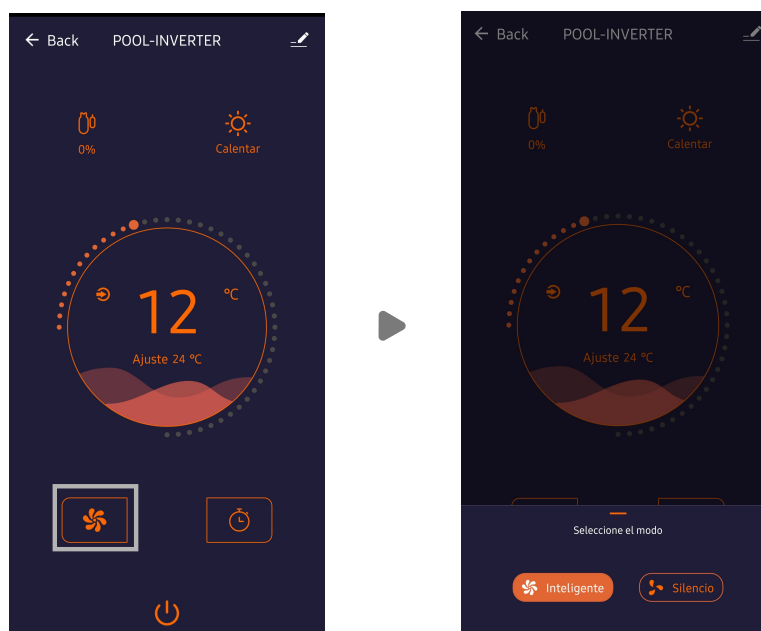 ← Back POOL-INVERTER
0% Calentar
12 °C
Ajuste 24 °C
← Back POOL-INVERTER
0% Calentar
12 °C
Ajuste 24 °C
Seleccione el modo
Inteligente Silencio